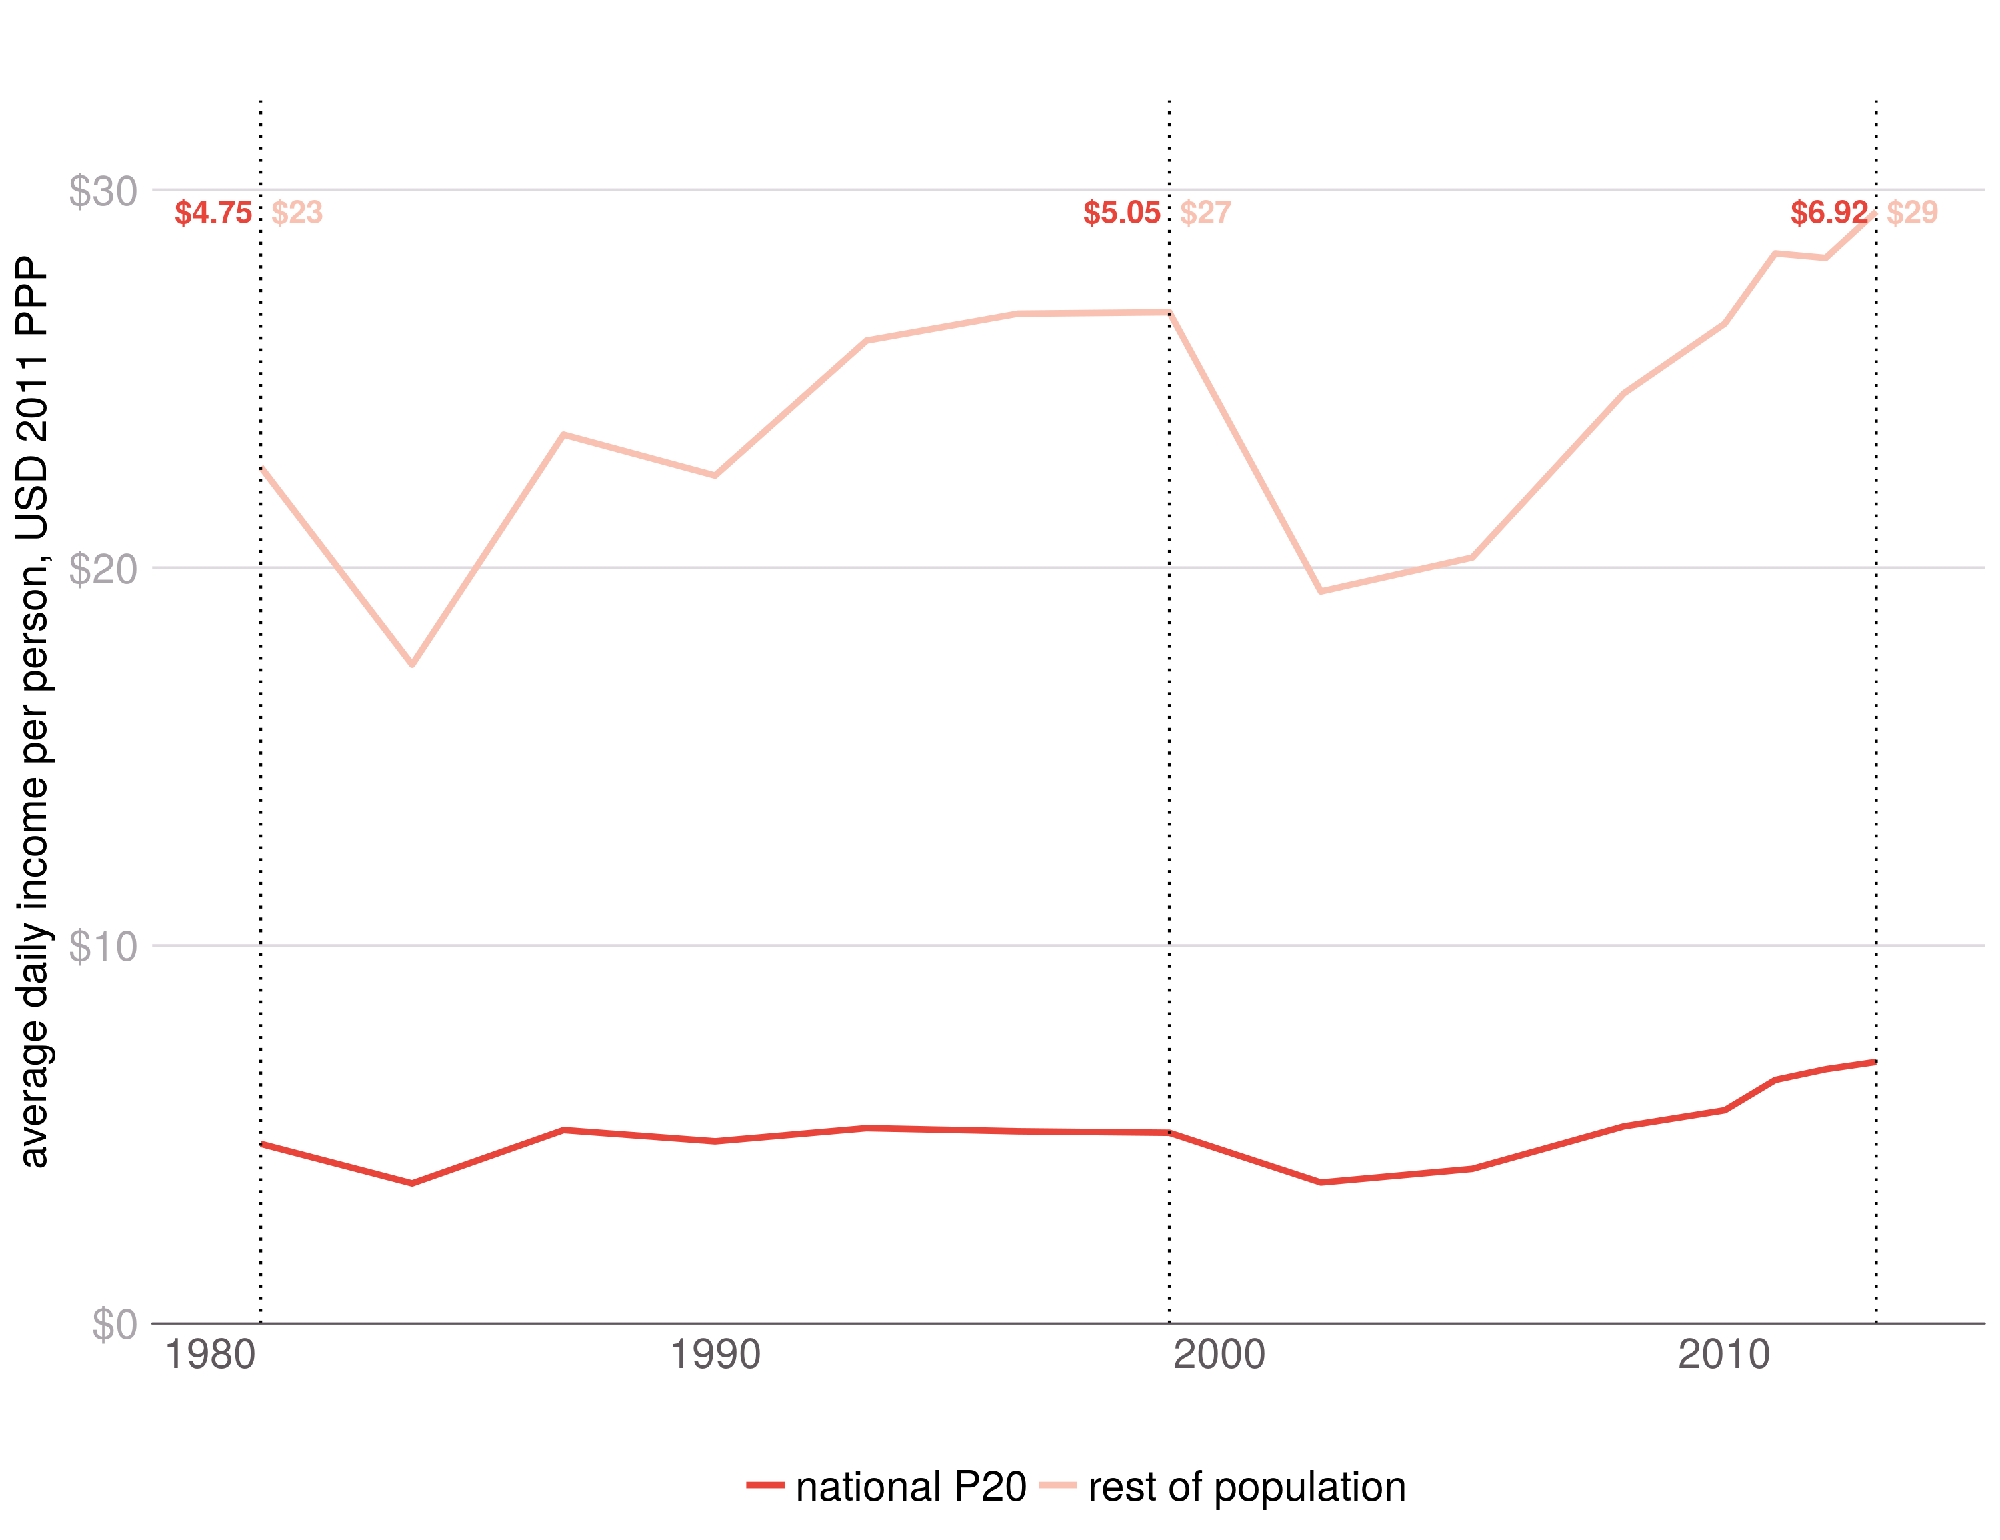 $30
$4.75 $23
$5.05 $27
$6.92 $29
average daily income per person, USD 2011 PPP
$20
$10
$0
1980 1990 2000 2010
national P20 rest of population